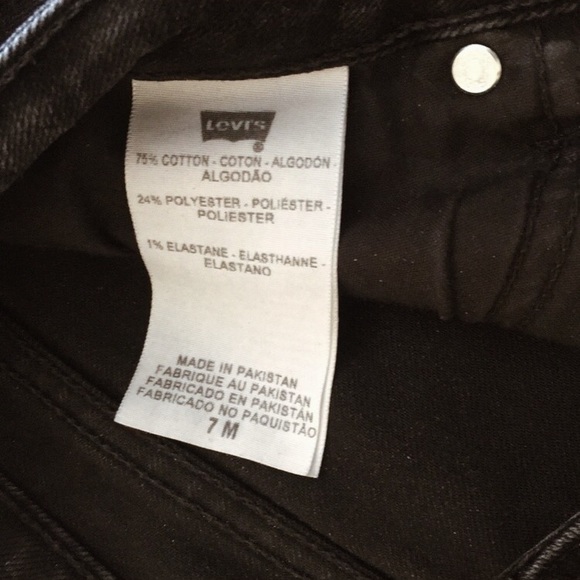 Levi's
®
75% COTTON - COTON - ALGODÓN -
ALGODÃO
24% POLYESTER - POLIÉSTER -
POLIESTER
1% ELASTANE - ELASTHANNE -
ELASTANO
MADE IN PAKISTAN
FABRIQUE AU PAKISTAN
FABRICADO EN PAKISTÁN
FABRICADO NO PAQUISTÃO
7 M